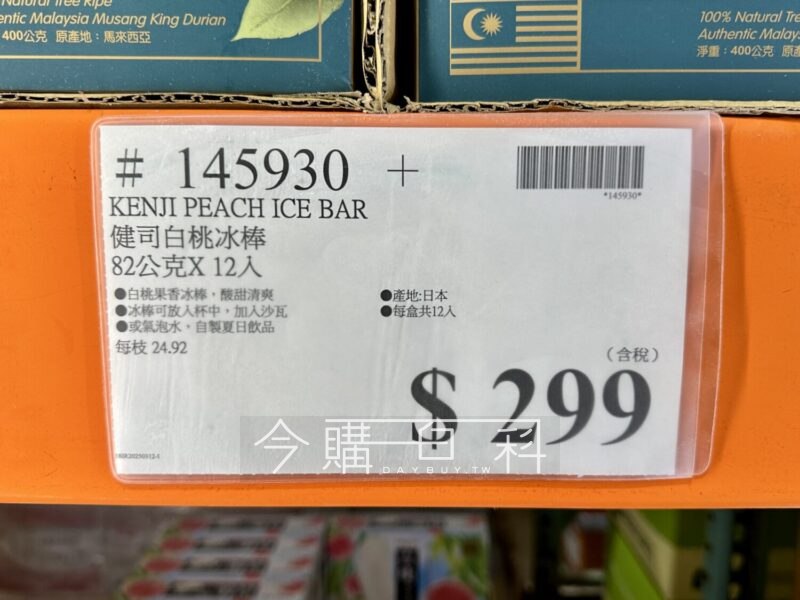 Natural Tree Ripe
entic Malaysia Musang King Durian
400公克 原產地：馬來西亞
100% Natural Tre
Authentic Malays
淨重：400公克 原產
# 145930 +
*145930*
KENJI PEACH ICE BAR
健司白桃冰棒
82公克X 12入
●白桃果香冰棒，酸甜清爽
●產地:日本
●冰棒可放入杯中，加入沙瓦
●每盒共12入
●或氣泡水，自製夏日飲品
每枝 24.92
（含稅）
$ 299
今購百科
DAYBUY.TW